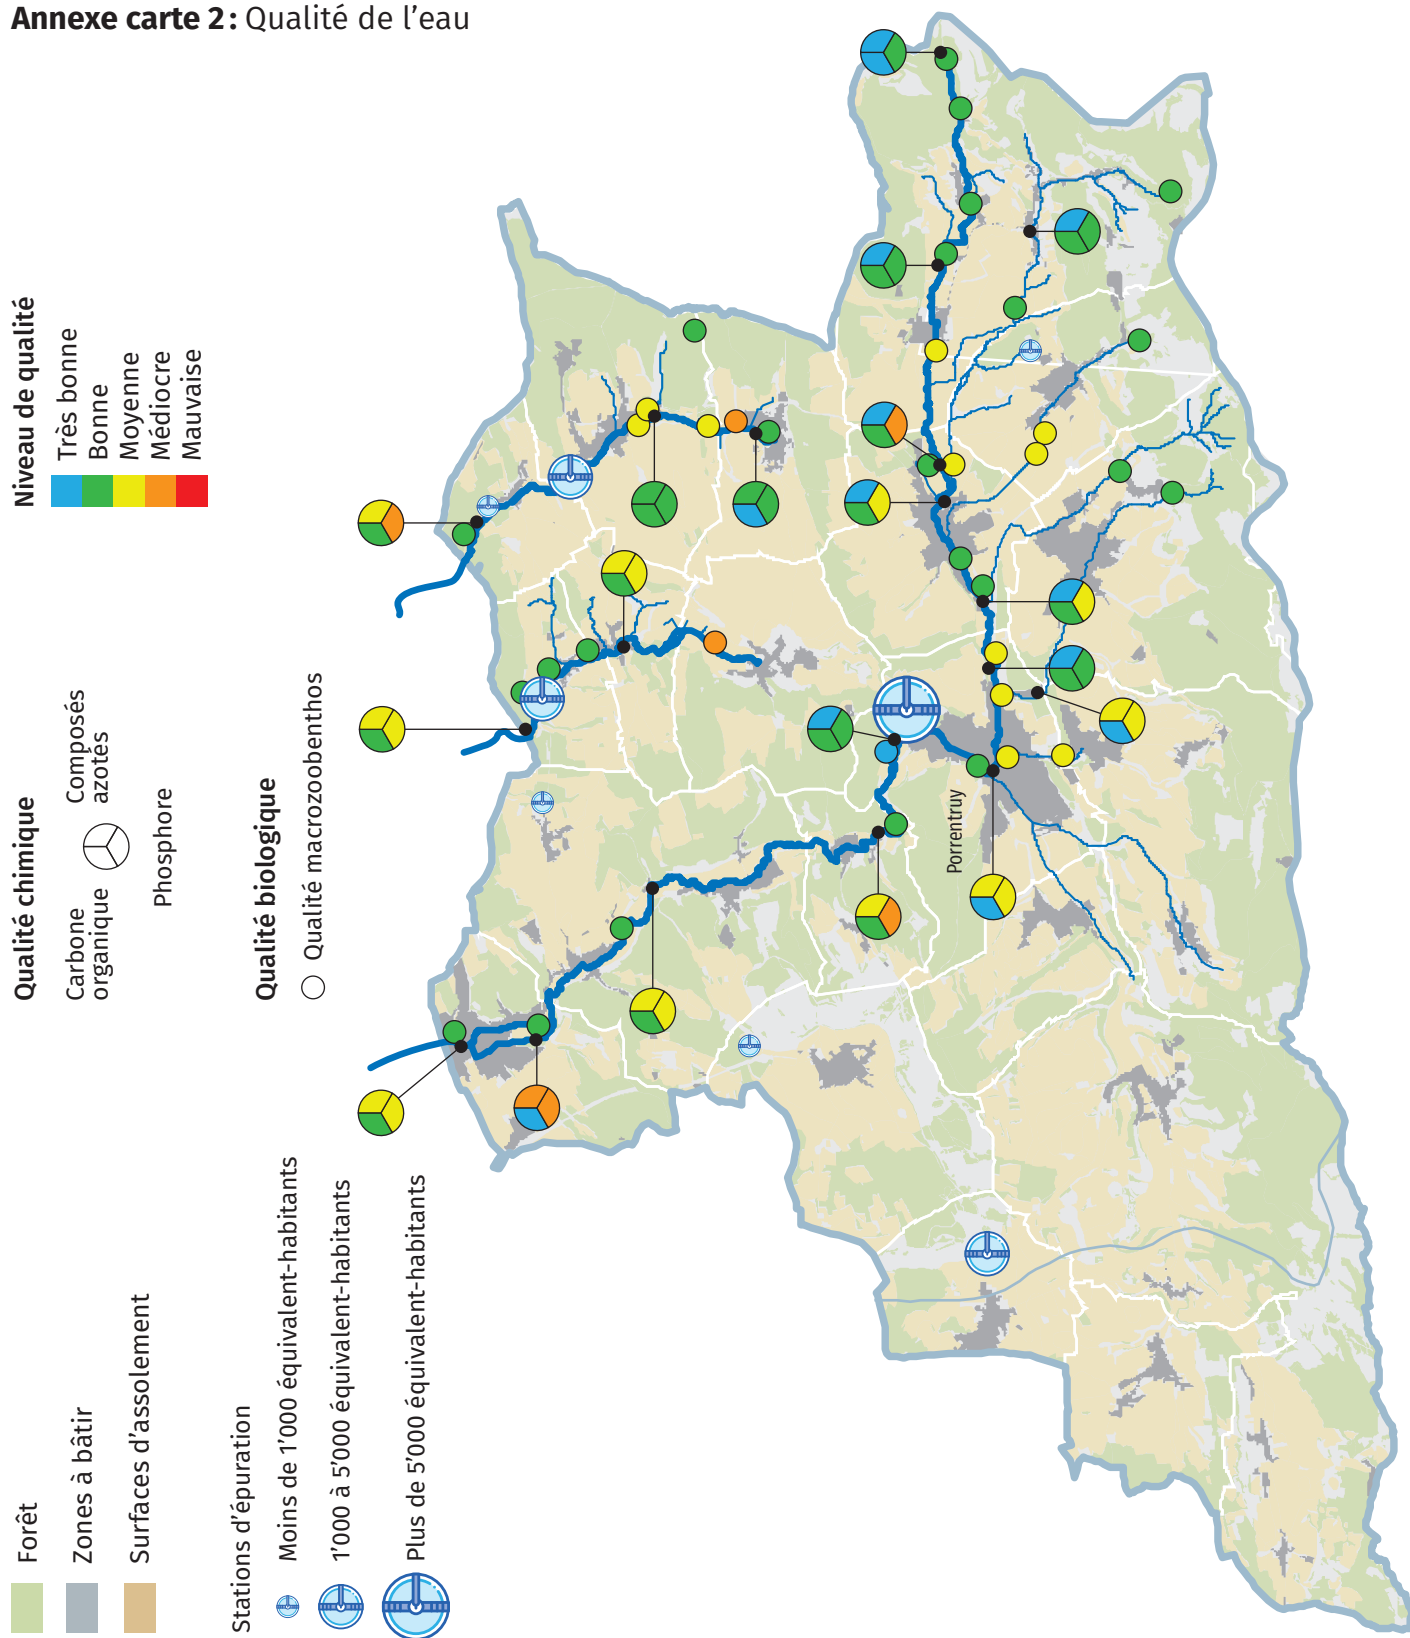 Annexe carte 2 : Qualité de l’eau
Niveau de qualité
Très bonne
Bonne
Moyenne
Médiocre
Mauvaise
Qualité chimique
Carbone
organique
Composés
azotés
Phosphore
Qualité biologique
Qualité macrozoobenthos
Forêt
Zones à bâtir
Surfaces d’assolement
Stations d’épuration
Moins de 1’000 équivalent-habitants
1’000 à 5’000 équivalent-habitants
Plus de 5’000 équivalent-habitants
Porrentruy